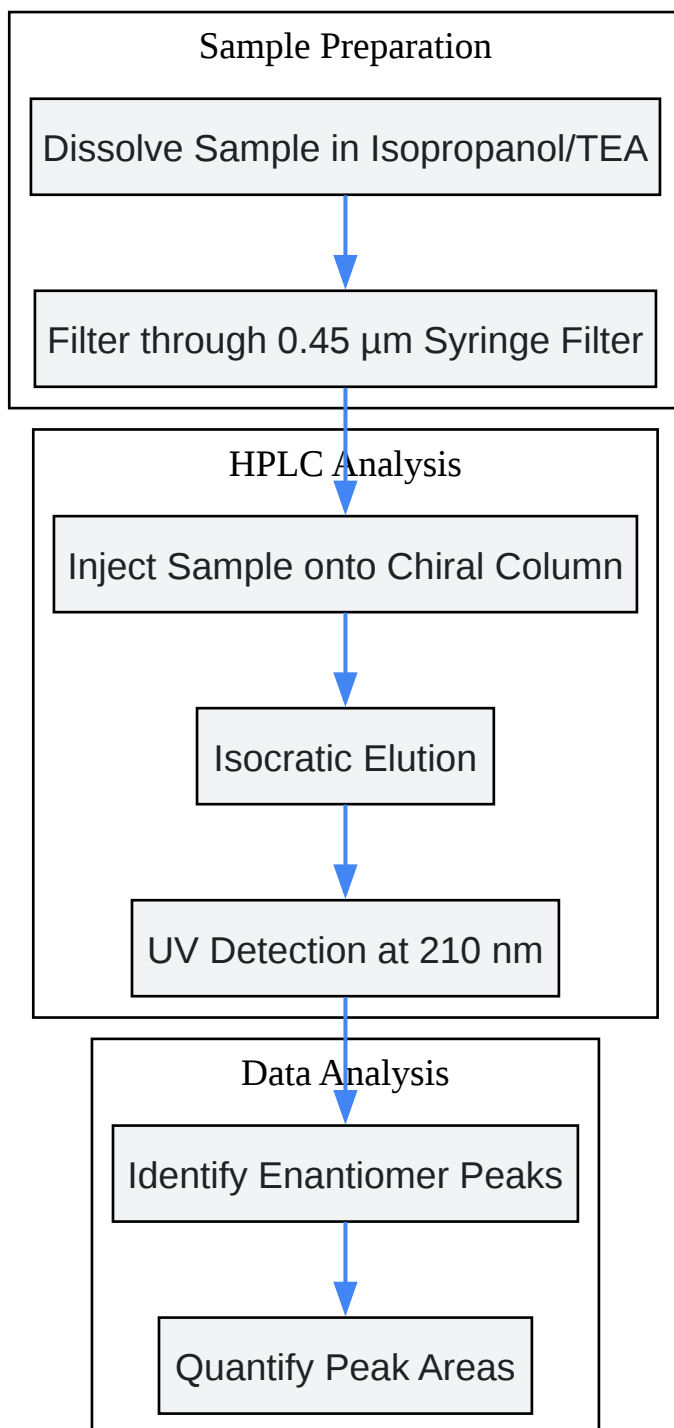 Sample Preparation
Dissolve Sample in Isopropanol/TEA
Filter through 0.45 µm Syringe Filter
HPLC Analysis
Inject Sample onto Chiral Column
Isocratic Elution
UV Detection at 210 nm
Data Analysis
Identify Enantiomer Peaks
Quantify Peak Areas